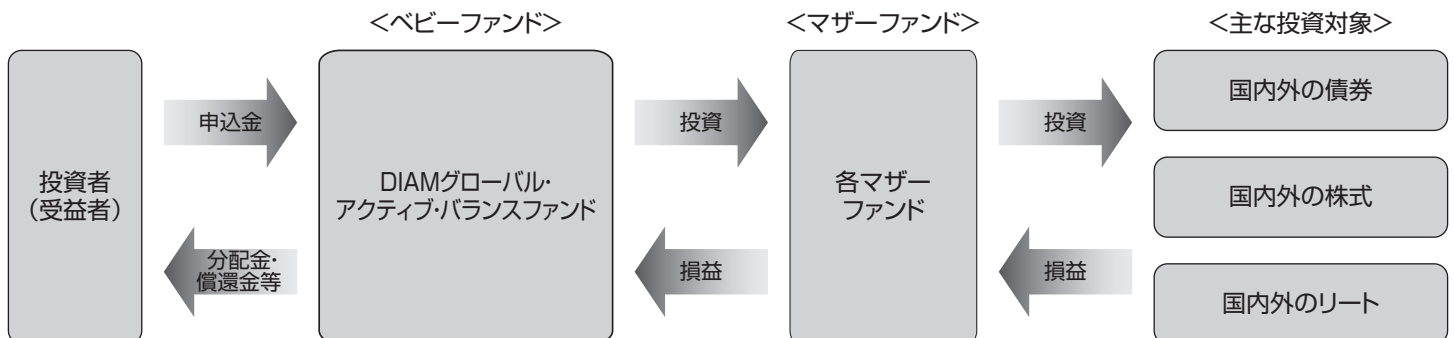 <ベビーファンド>
<マザーファンド>
<主な投資対象>
投資者
(受益者)
申込金
分配金・
償還金等
DIAMグローバル・
アクティブ・バランスファンド
投資
損益
各マザー
ファンド
投資
損益
国内外の債券
国内外の株式
国内外のリート